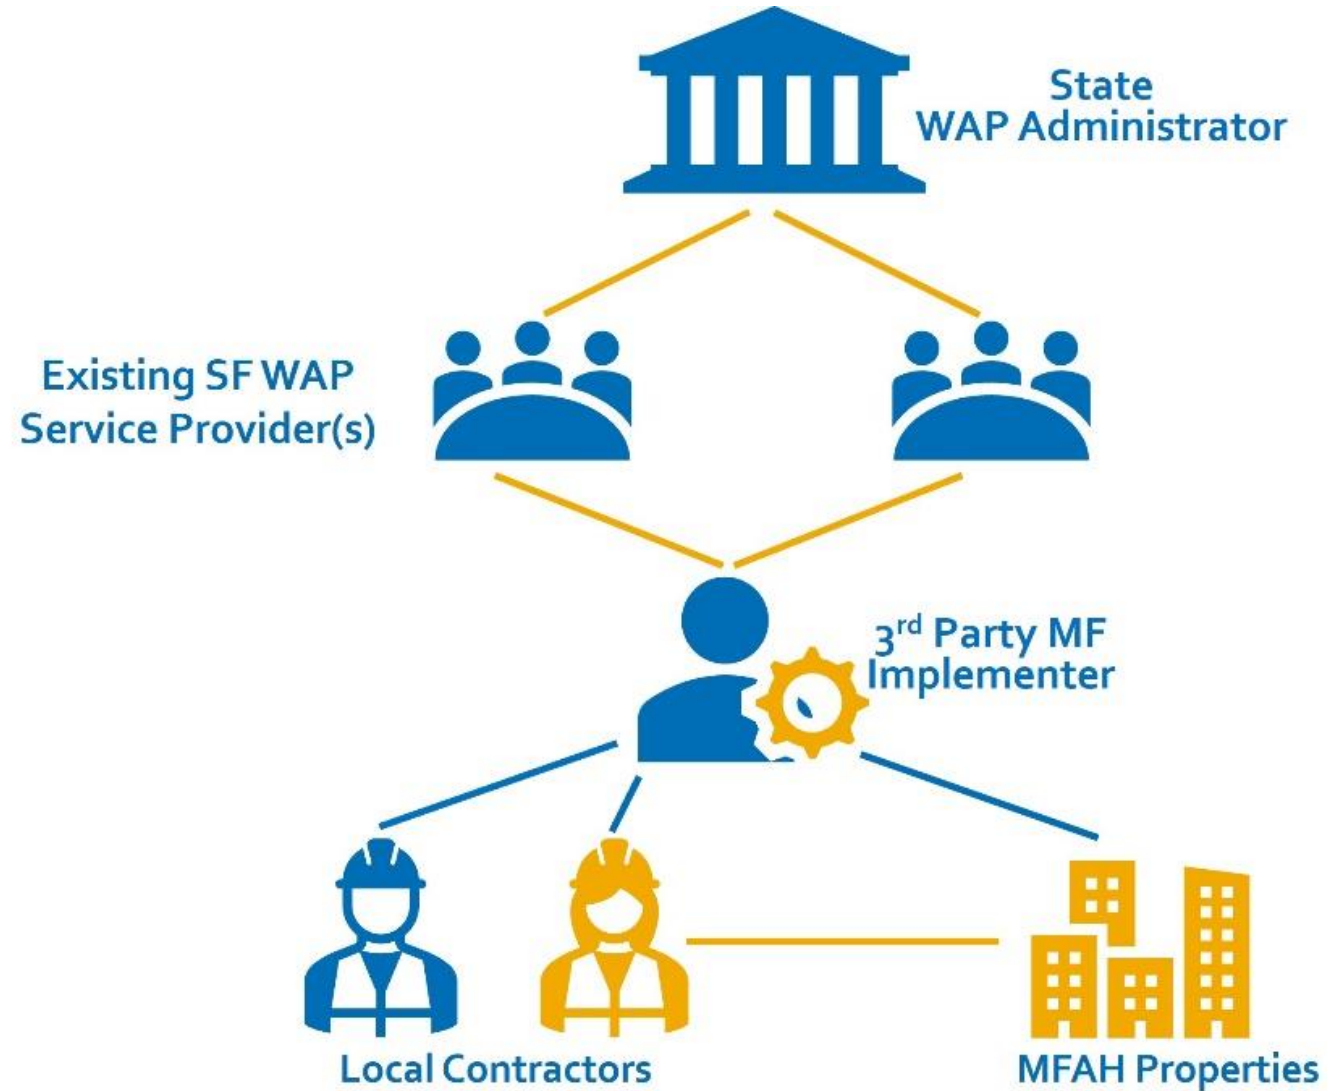 State
WAP Administrator
Existing SF WAP
Service Provider(s)
3rd Party MF
Implementer
Local Contractors
MFAH Properties